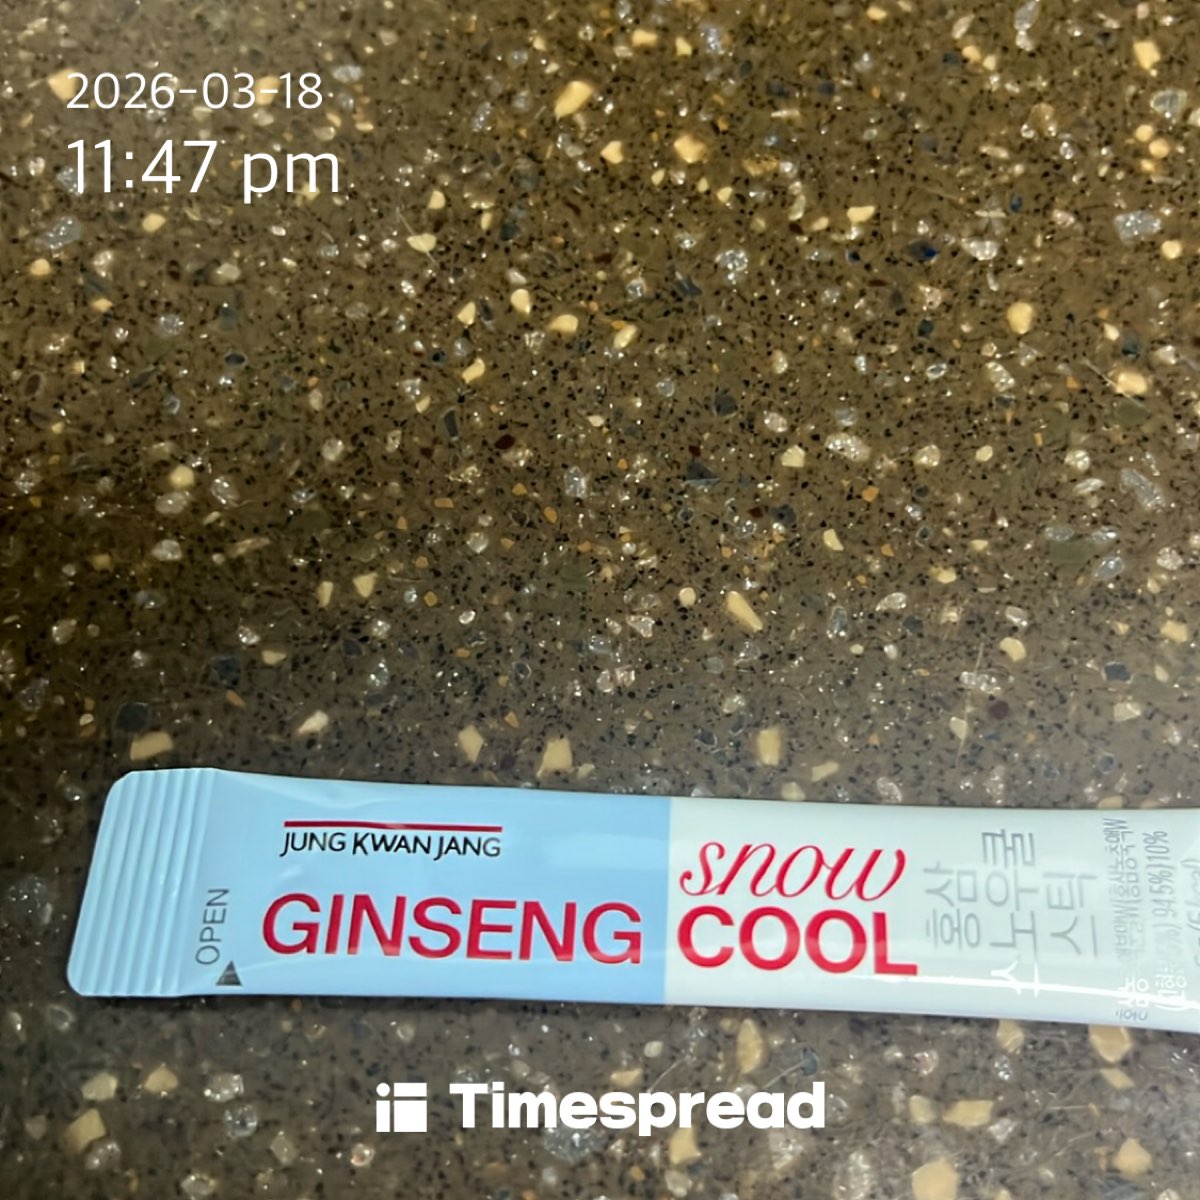 2026-03-18
11:47 pm
OPEN
JUNG KWAN JANG
GINSENG
snow
COOL
홍삼
스노우쿨
스틱
Timespread